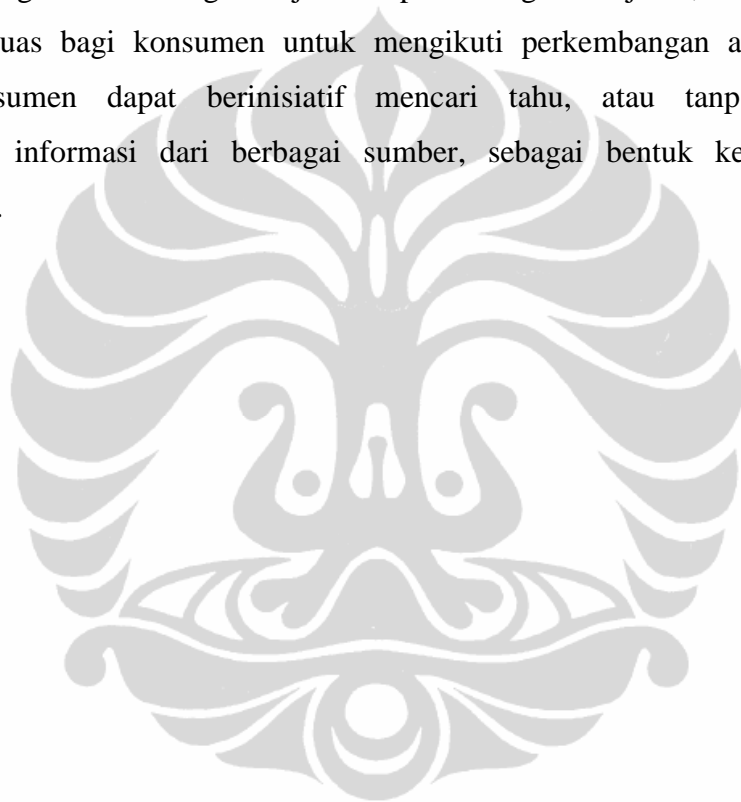 uas bagi konsumen untuk mengikuti perkembangan a
sumen dapat berinisiatif mencari tahu, atau tanp
informasi dari berbagai sumber, sebagai bentuk ke
.